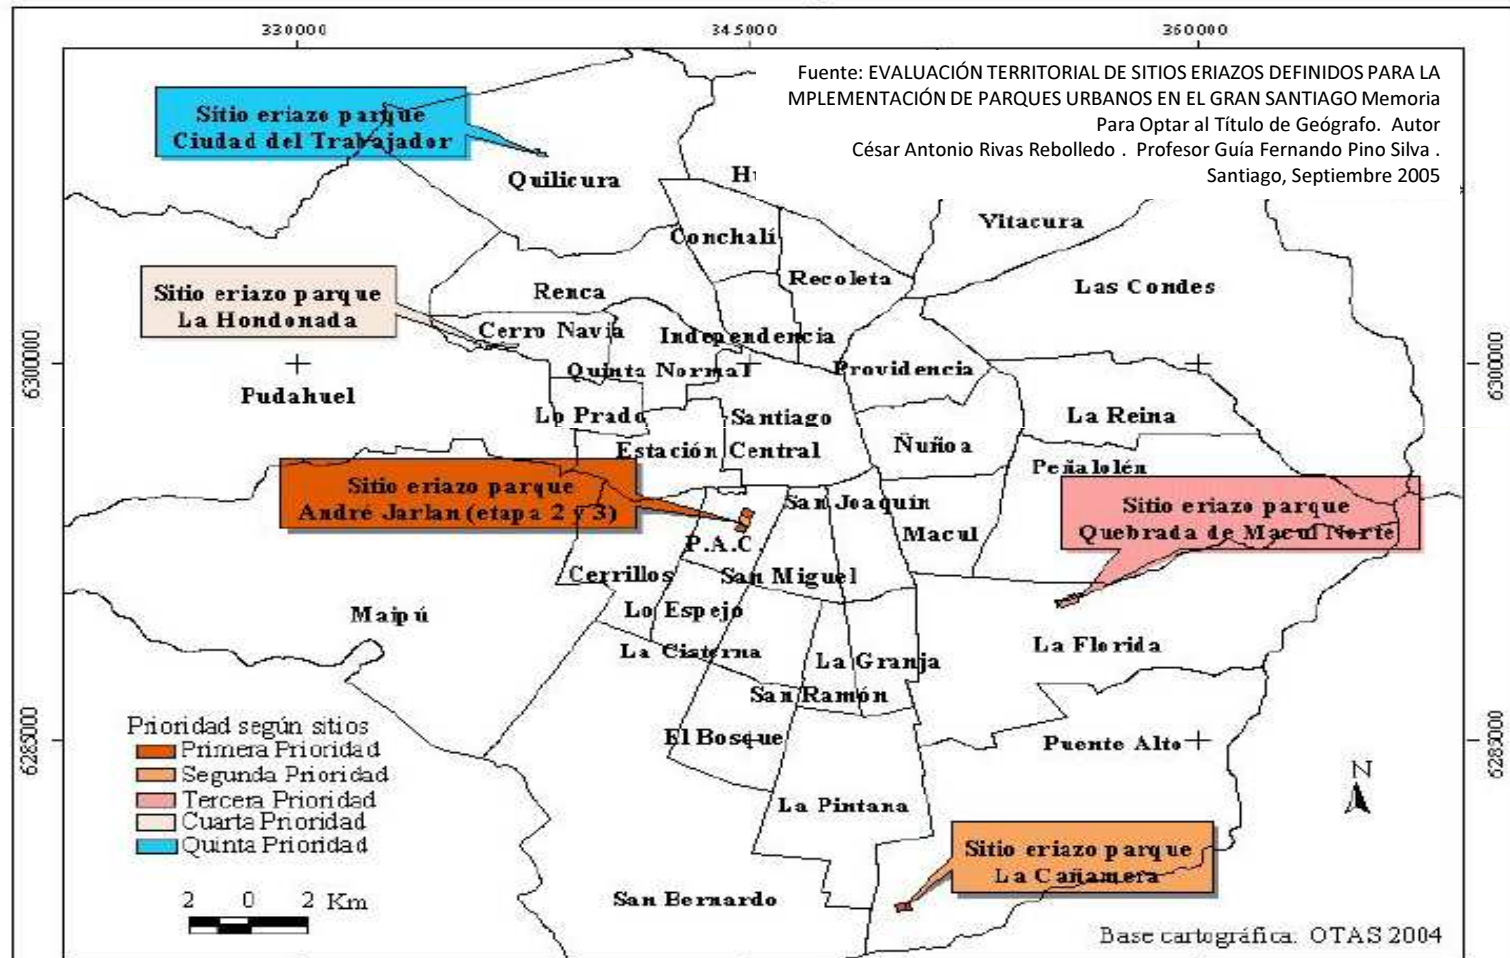 330000 345000 360000
Fuente: EVALUACIÓN TERRITORIAL DE SITIOS ERIAZOS DEFINIDOS PARA LA
MPLEMENTACIÓN DE PARQUES URBANOS EN EL GRAN SANTIAGO Memoria
Para Optar al Título de Geógrafo. Autor
César Antonio Rivas Rebolledo . Profesor Guía Fernando Pino Silva .
Santiago, Septiembre 2005
Sitio eriazo parque
Ciudad del Trabajador
Quilicura
Vitacura
Conchalí
Recoleta
Las Condes
Sitio eriazo parque
La Hondonada
Renca
Cerro Navia
Independencia
6300000
6300000
Quinta Normal
Providencia
Pudahuel
Lo Prado
Santiago
La Reina
Estación Central
Ñuñoa
Peñalolén
Sitio eriazo parque
André Jarlan (etapa 2 y 3)
San Joaquín
Sitio eriazo parque
Quebrada de Macul Norte
P.A.C.
Macul
Cerrillos
San Miguel
Maipú
Lo Espejo
La Cisterna
La Granja
La Florida
San Ramón
El Bosque
Puente Alto
6285000
6285000
Prioridad según sitios
Primera Prioridad
Segunda Prioridad
Tercera Prioridad
Cuarta Prioridad
Quinta Prioridad
N
La Pintana
Sitio eriazo parque
La Cañamera
2 0 2 Km
San Bernardo
Base cartográfica: OTAS 2004